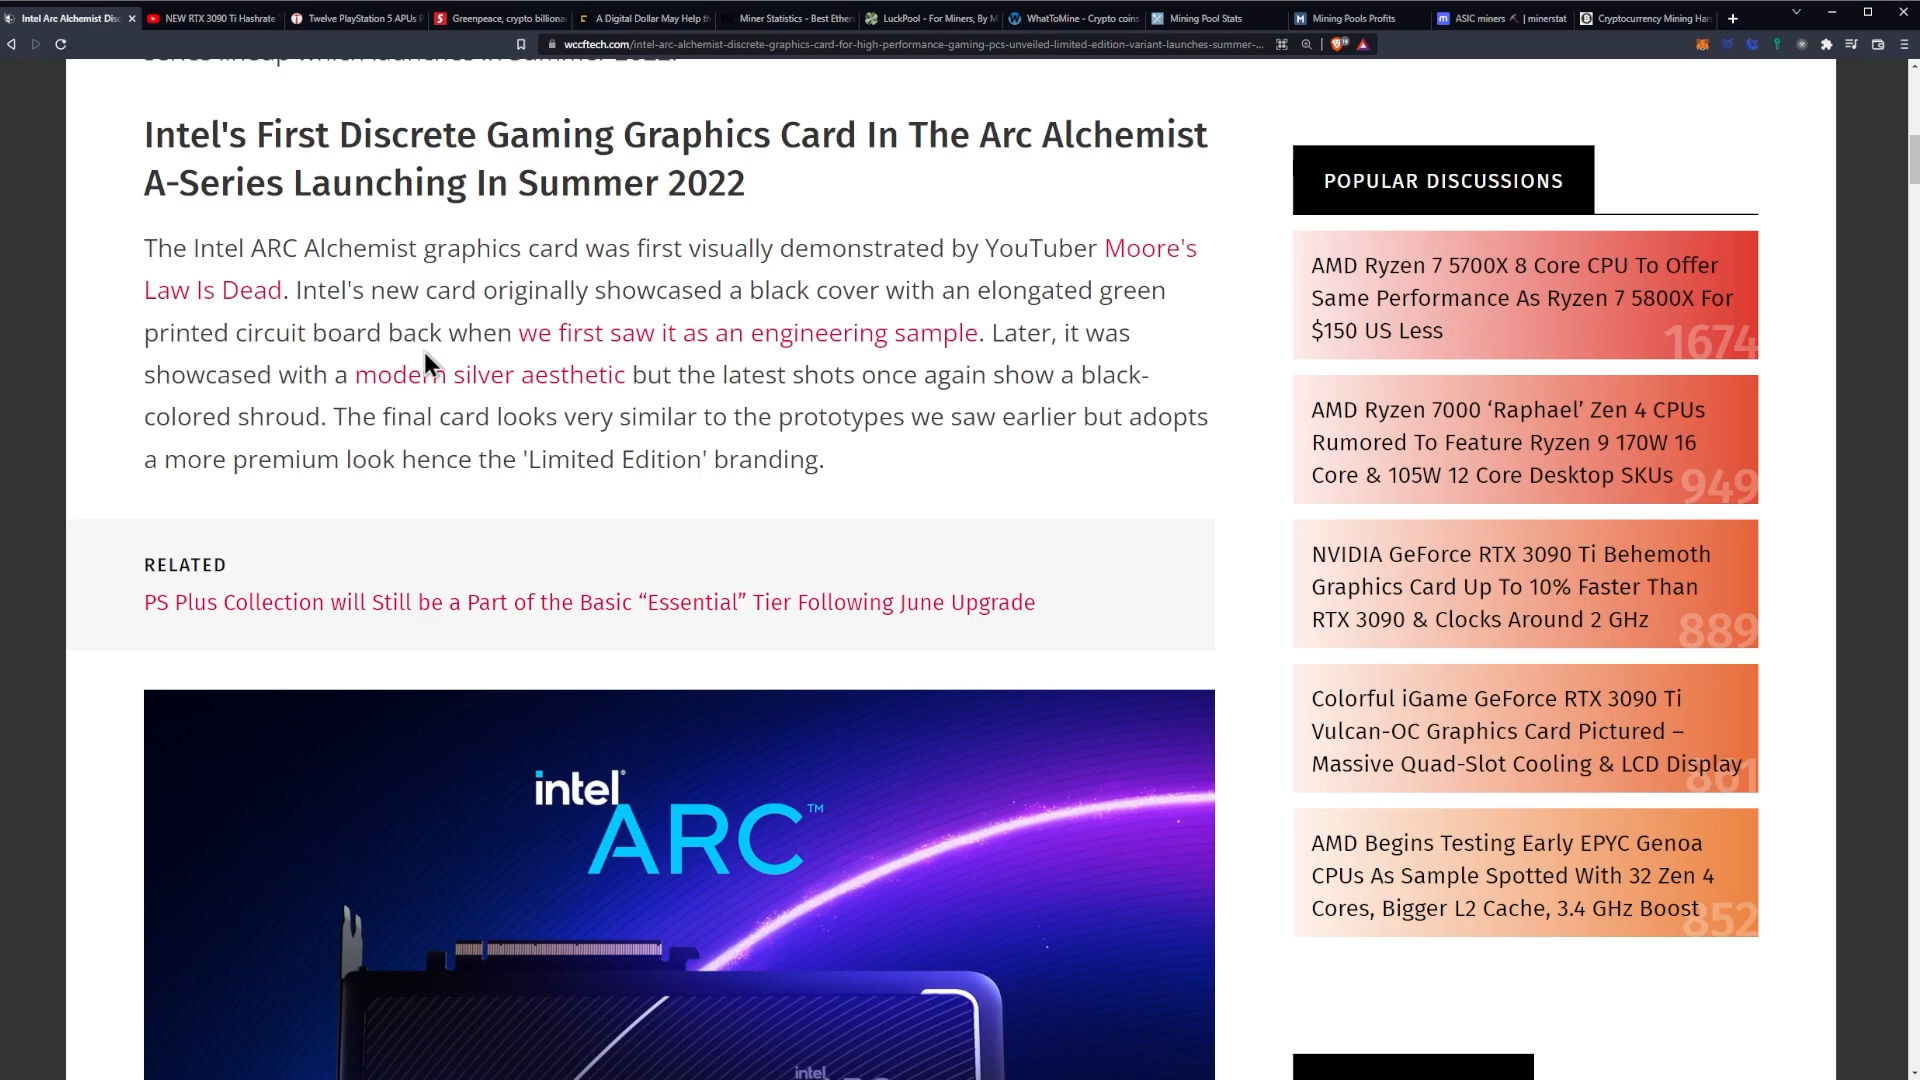 Intel Arc Alchemist Disc
NEW RTX 3090 Ti Hashrate
Twelve PlayStation 5 APUs P
Greenpeace, crypto billiona
A Digital Dollar May Help th
Miner Statistics - Best Ether
LuckPool - For Miners, By M
WhatToMine - Crypto coins
Mining Pool Stats
Mining Pools Profits
ASIC miners | minerstat
Cryptocurrency Mining Har
wccftech.com/intel-arc-alchemist-discrete-graphics-card-for-high-performance-gaming-pcs-unveiled-limited-edition-variant-launches-summer-...
series lineup which launches in Summer 2022.
Intel's First Discrete Gaming Graphics Card In The Arc Alchemist
A-Series Launching In Summer 2022
The Intel ARC Alchemist graphics card was first visually demonstrated by YouTuber Moore's
Law Is Dead. Intel's new card originally showcased a black cover with an elongated green
printed circuit board back when we first saw it as an engineering sample. Later, it was
showcased with a modern silver aesthetic but the latest shots once again show a black-
colored shroud. The final card looks very similar to the prototypes we saw earlier but adopts
a more premium look hence the 'Limited Edition' branding.
RELATED
PS Plus Collection will Still be a Part of the Basic “Essential” Tier Following June Upgrade
intel
ARC™
intel
POPULAR DISCUSSIONS
AMD Ryzen 7 5700X 8 Core CPU To Offer
Same Performance As Ryzen 7 5800X For
$150 US Less
1674
AMD Ryzen 7000 ‘Raphael’ Zen 4 CPUs
Rumored To Feature Ryzen 9 170W 16
Core & 105W 12 Core Desktop SKUs
949
NVIDIA GeForce RTX 3090 Ti Behemoth
Graphics Card Up To 10% Faster Than
RTX 3090 & Clocks Around 2 GHz
889
Colorful iGame GeForce RTX 3090 Ti
Vulcan-OC Graphics Card Pictured –
Massive Quad-Slot Cooling & LCD Display
861
AMD Begins Testing Early EPYC Genoa
CPUs As Sample Spotted With 32 Zen 4
Cores, Bigger L2 Cache, 3.4 GHz Boost
852